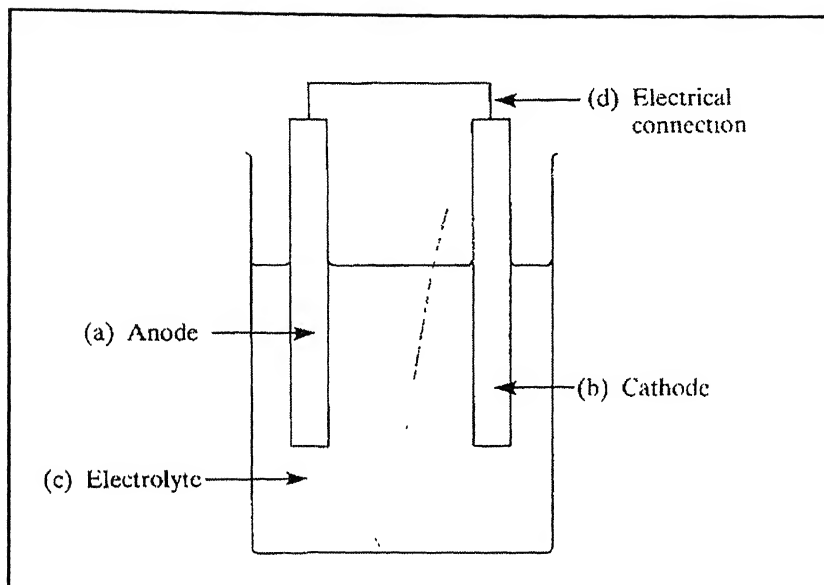 (d) Electrical
connection
(a) Anode
(b) Cathode
(c) Electrolyte